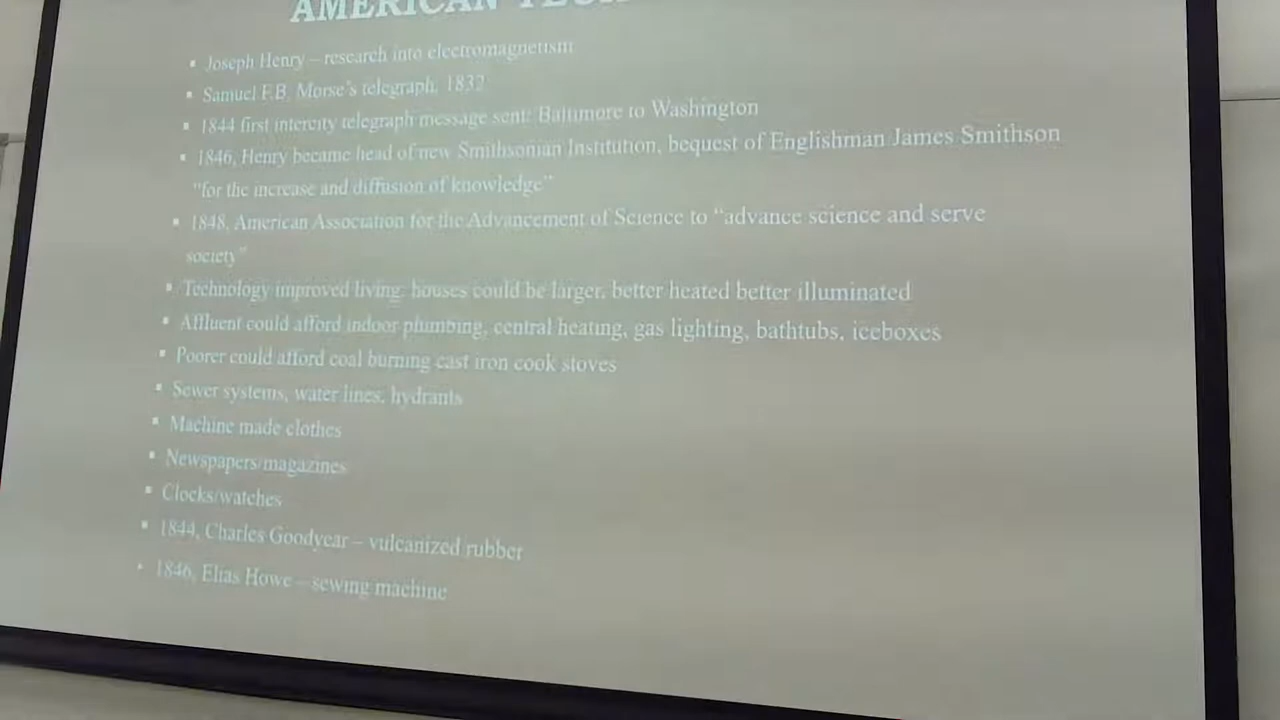 AMERICAN
▪ Joseph Henry – research into electromagnetism
▪ Samuel F.B. Morse's telegraph, 1832
▪ 1844 first intercity telegraph message sent: Baltimore to Washington
▪ 1846, Henry became head of new Smithsonian Institution, bequest of Englishman James Smithson
"for the increase and diffusion of knowledge"
▪ 1848, American Association for the Advancement of Science to "advance science and serve
society"
▪ Technology improved living: houses could be larger, better heated better illuminated
▪ Affluent could afford indoor plumbing, central heating, gas lighting, bathtubs, iceboxes
▪ Poorer could afford coal burning cast iron cook stoves
▪ Sewer systems, water lines, hydrants
▪ Machine made clothes
▪ Newspapers/magazines
▪ Clocks/watches
▪ 1844, Charles Goodyear – vulcanized rubber
▪ 1846, Elias Howe – sewing machine